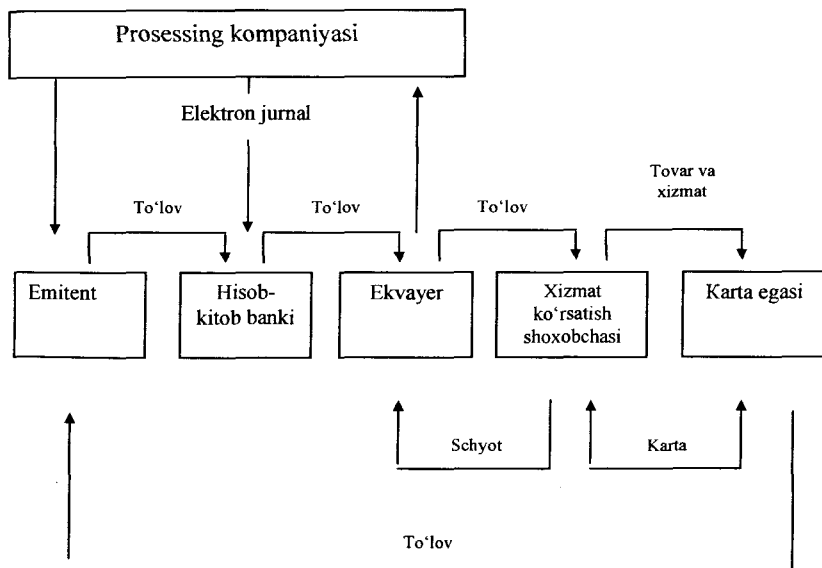 Prosessing kompaniyasi
Elektron jurnal
Tovar va
xizmat
To‘lov
To‘lov
To‘lov
Emitent
Hisob-
kitob banki
Ekvayer
Xizmat
ko‘rsatish
shoxobchasi
Karta egasi
Schyot
Karta
To‘lov